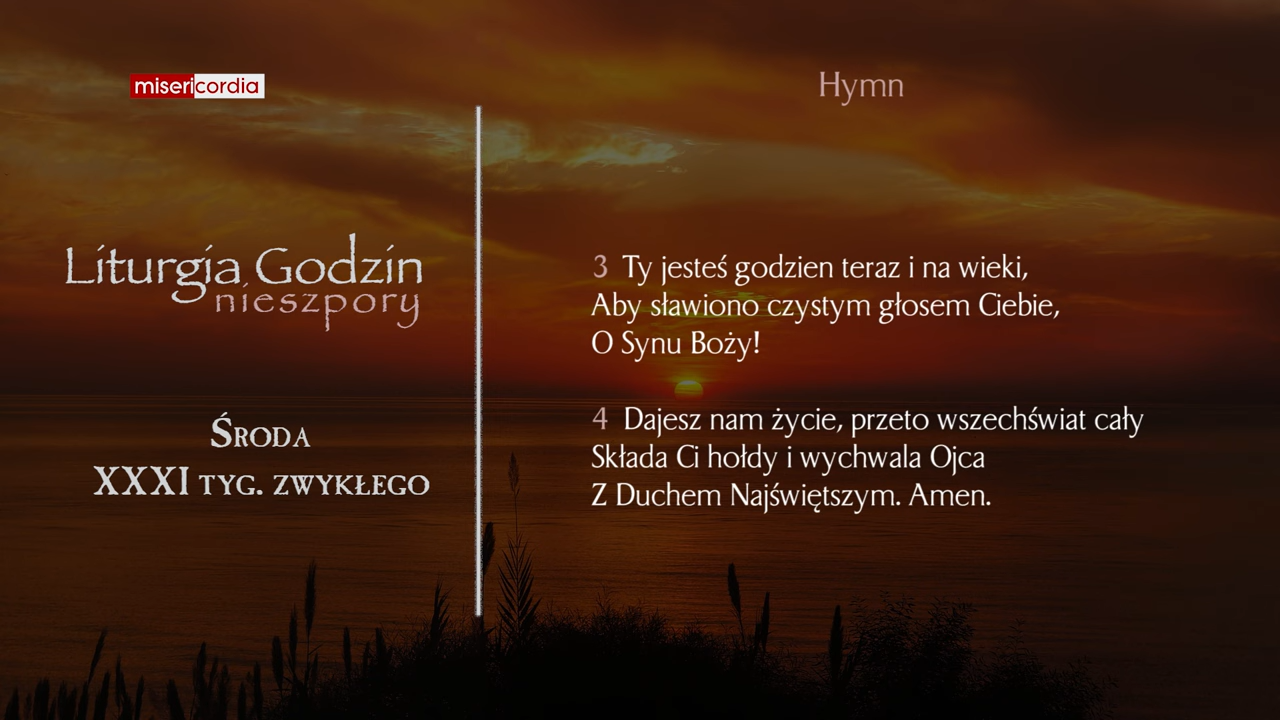 misericordia
Liturgia Godzin
nieszpory
Środa
XXXI tyg. zwykłego
Hymn
3 Ty jesteś godzien teraz i na wieki,
Aby sławiono czystym głosem Ciebie,
O Synu Boży!
4 Dajesz nam życie, przeto wszechświat cały
Składa Ci hołdy i wychwala Ojca
Z Duchem Najświętszym. Amen.